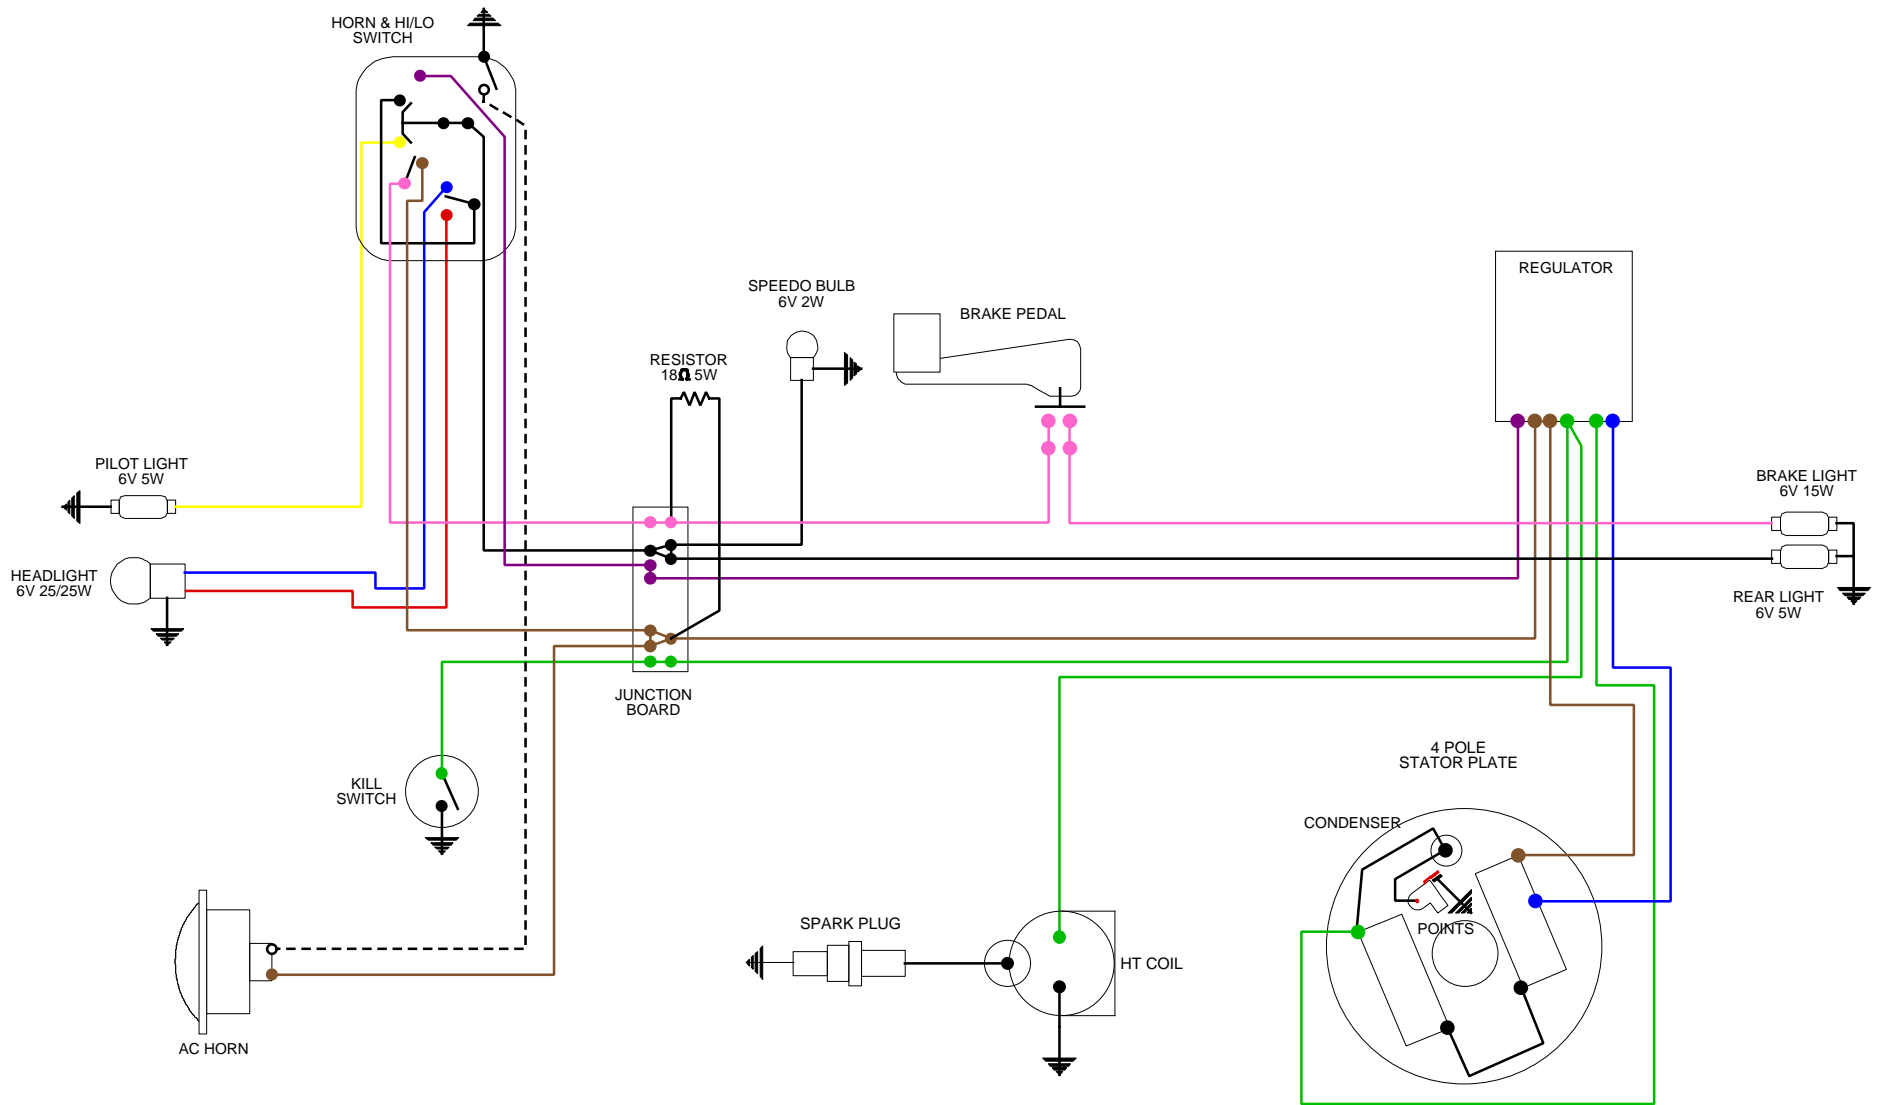 HORN & HI/LO
SWITCH
REGULATOR
SPEEDO BULB
6V 2W
BRAKE PEDAL
RESISTOR
18Ω 5W
PILOT LIGHT
6V 5W
BRAKE LIGHT
6V 15W
HEADLIGHT
6V 25/25W
REAR LIGHT
6V 5W
JUNCTION
BOARD
4 POLE
STATOR PLATE
KILL
SWITCH
CONDENSER
SPARK PLUG
POINTS
HT COIL
AC HORN